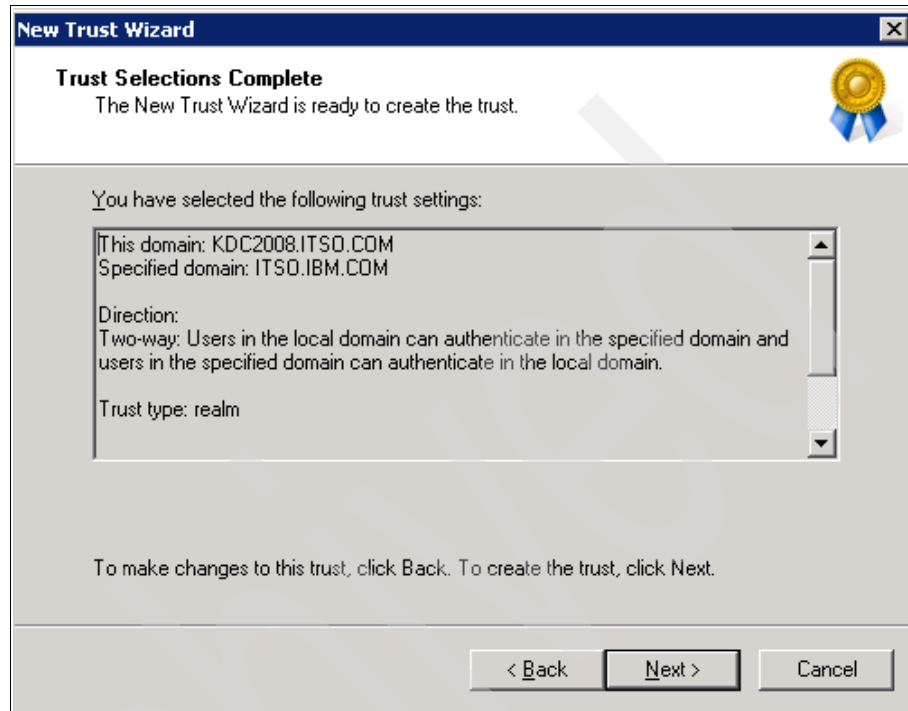 New Trust Wizard
Trust Selections Complete
The New Trust Wizard is ready to create the trust.
You have selected the following trust settings:
This domain: KDC2008.ITSO.COM
Specified domain: ITSO.IBM.COM
Direction:
Two-way: Users in the local domain can authenticate in the specified domain and
users in the specified domain can authenticate in the local domain.
Trust type: realm
To make changes to this trust, click Back. To create the trust, click Next.
< Back
Next >
Cancel